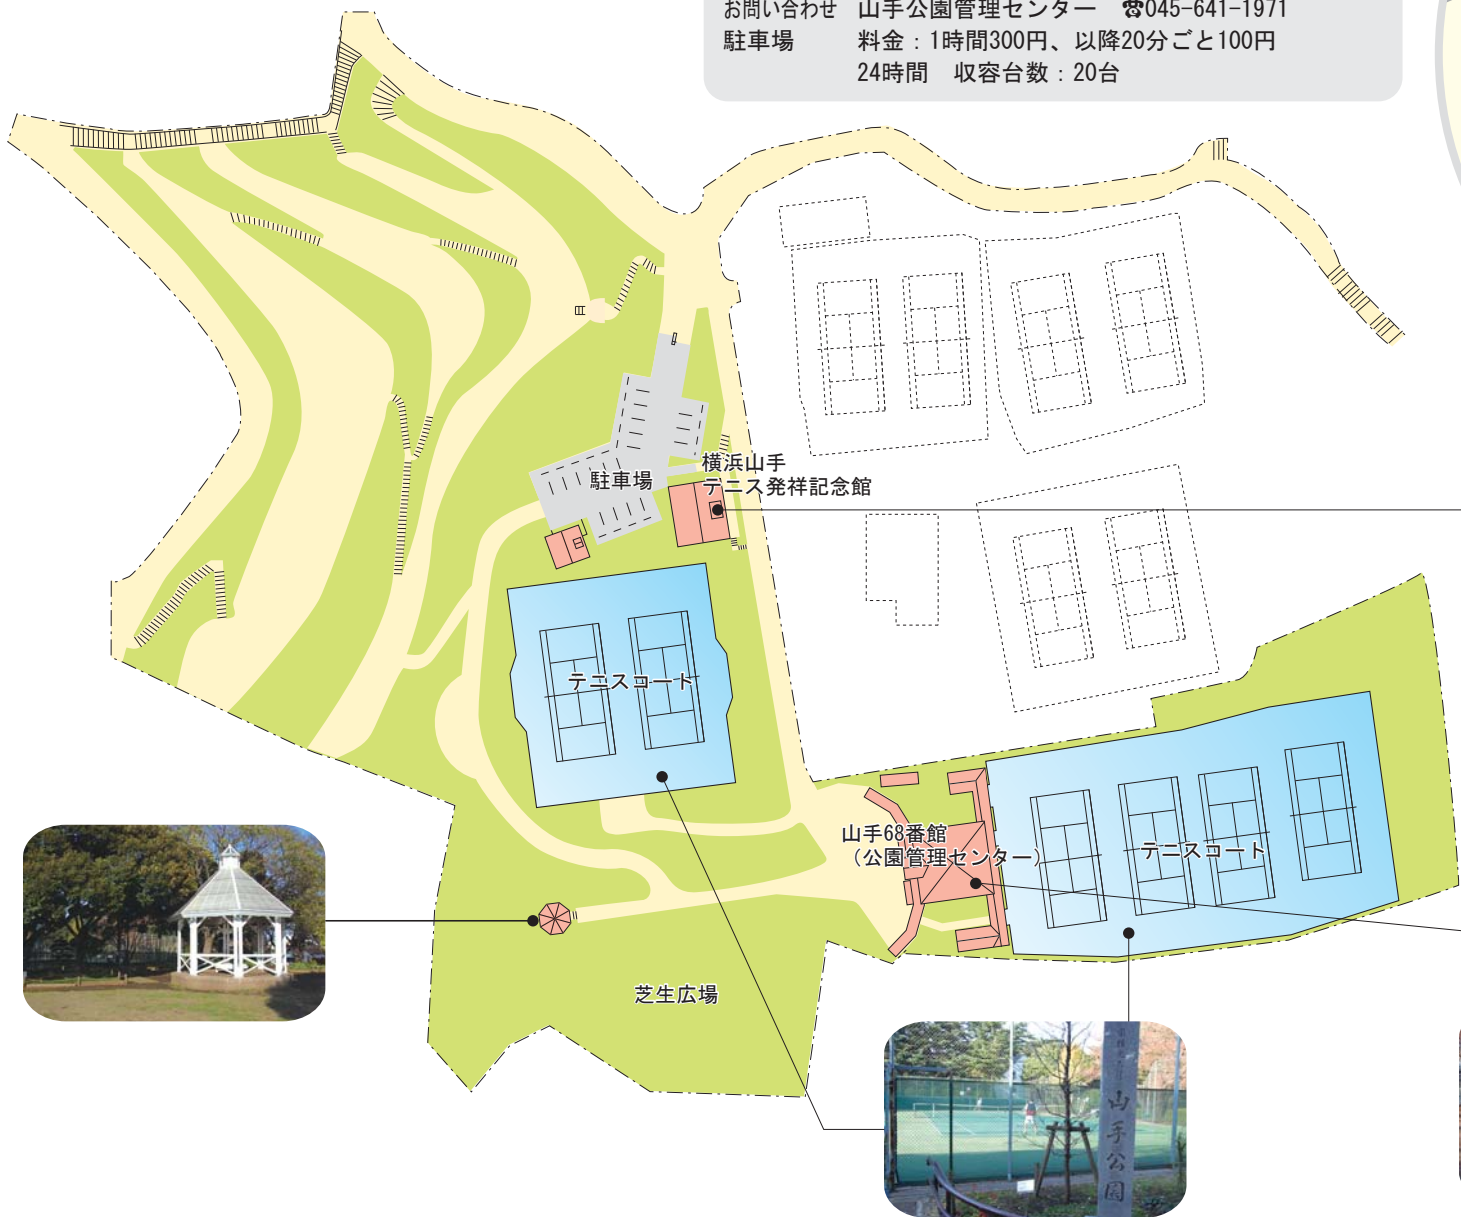 お問い合わせ 山手公園管理センター ☎045-641-1971
駐車場 料金:1時間300円、以降20分ごと100円
24時間 収容台数:20台
駐車場
横浜山手
テニス発祥記念館
テニスコート
山手68番館
(公園管理センター)
テニスコート
芝生広場
山手公園